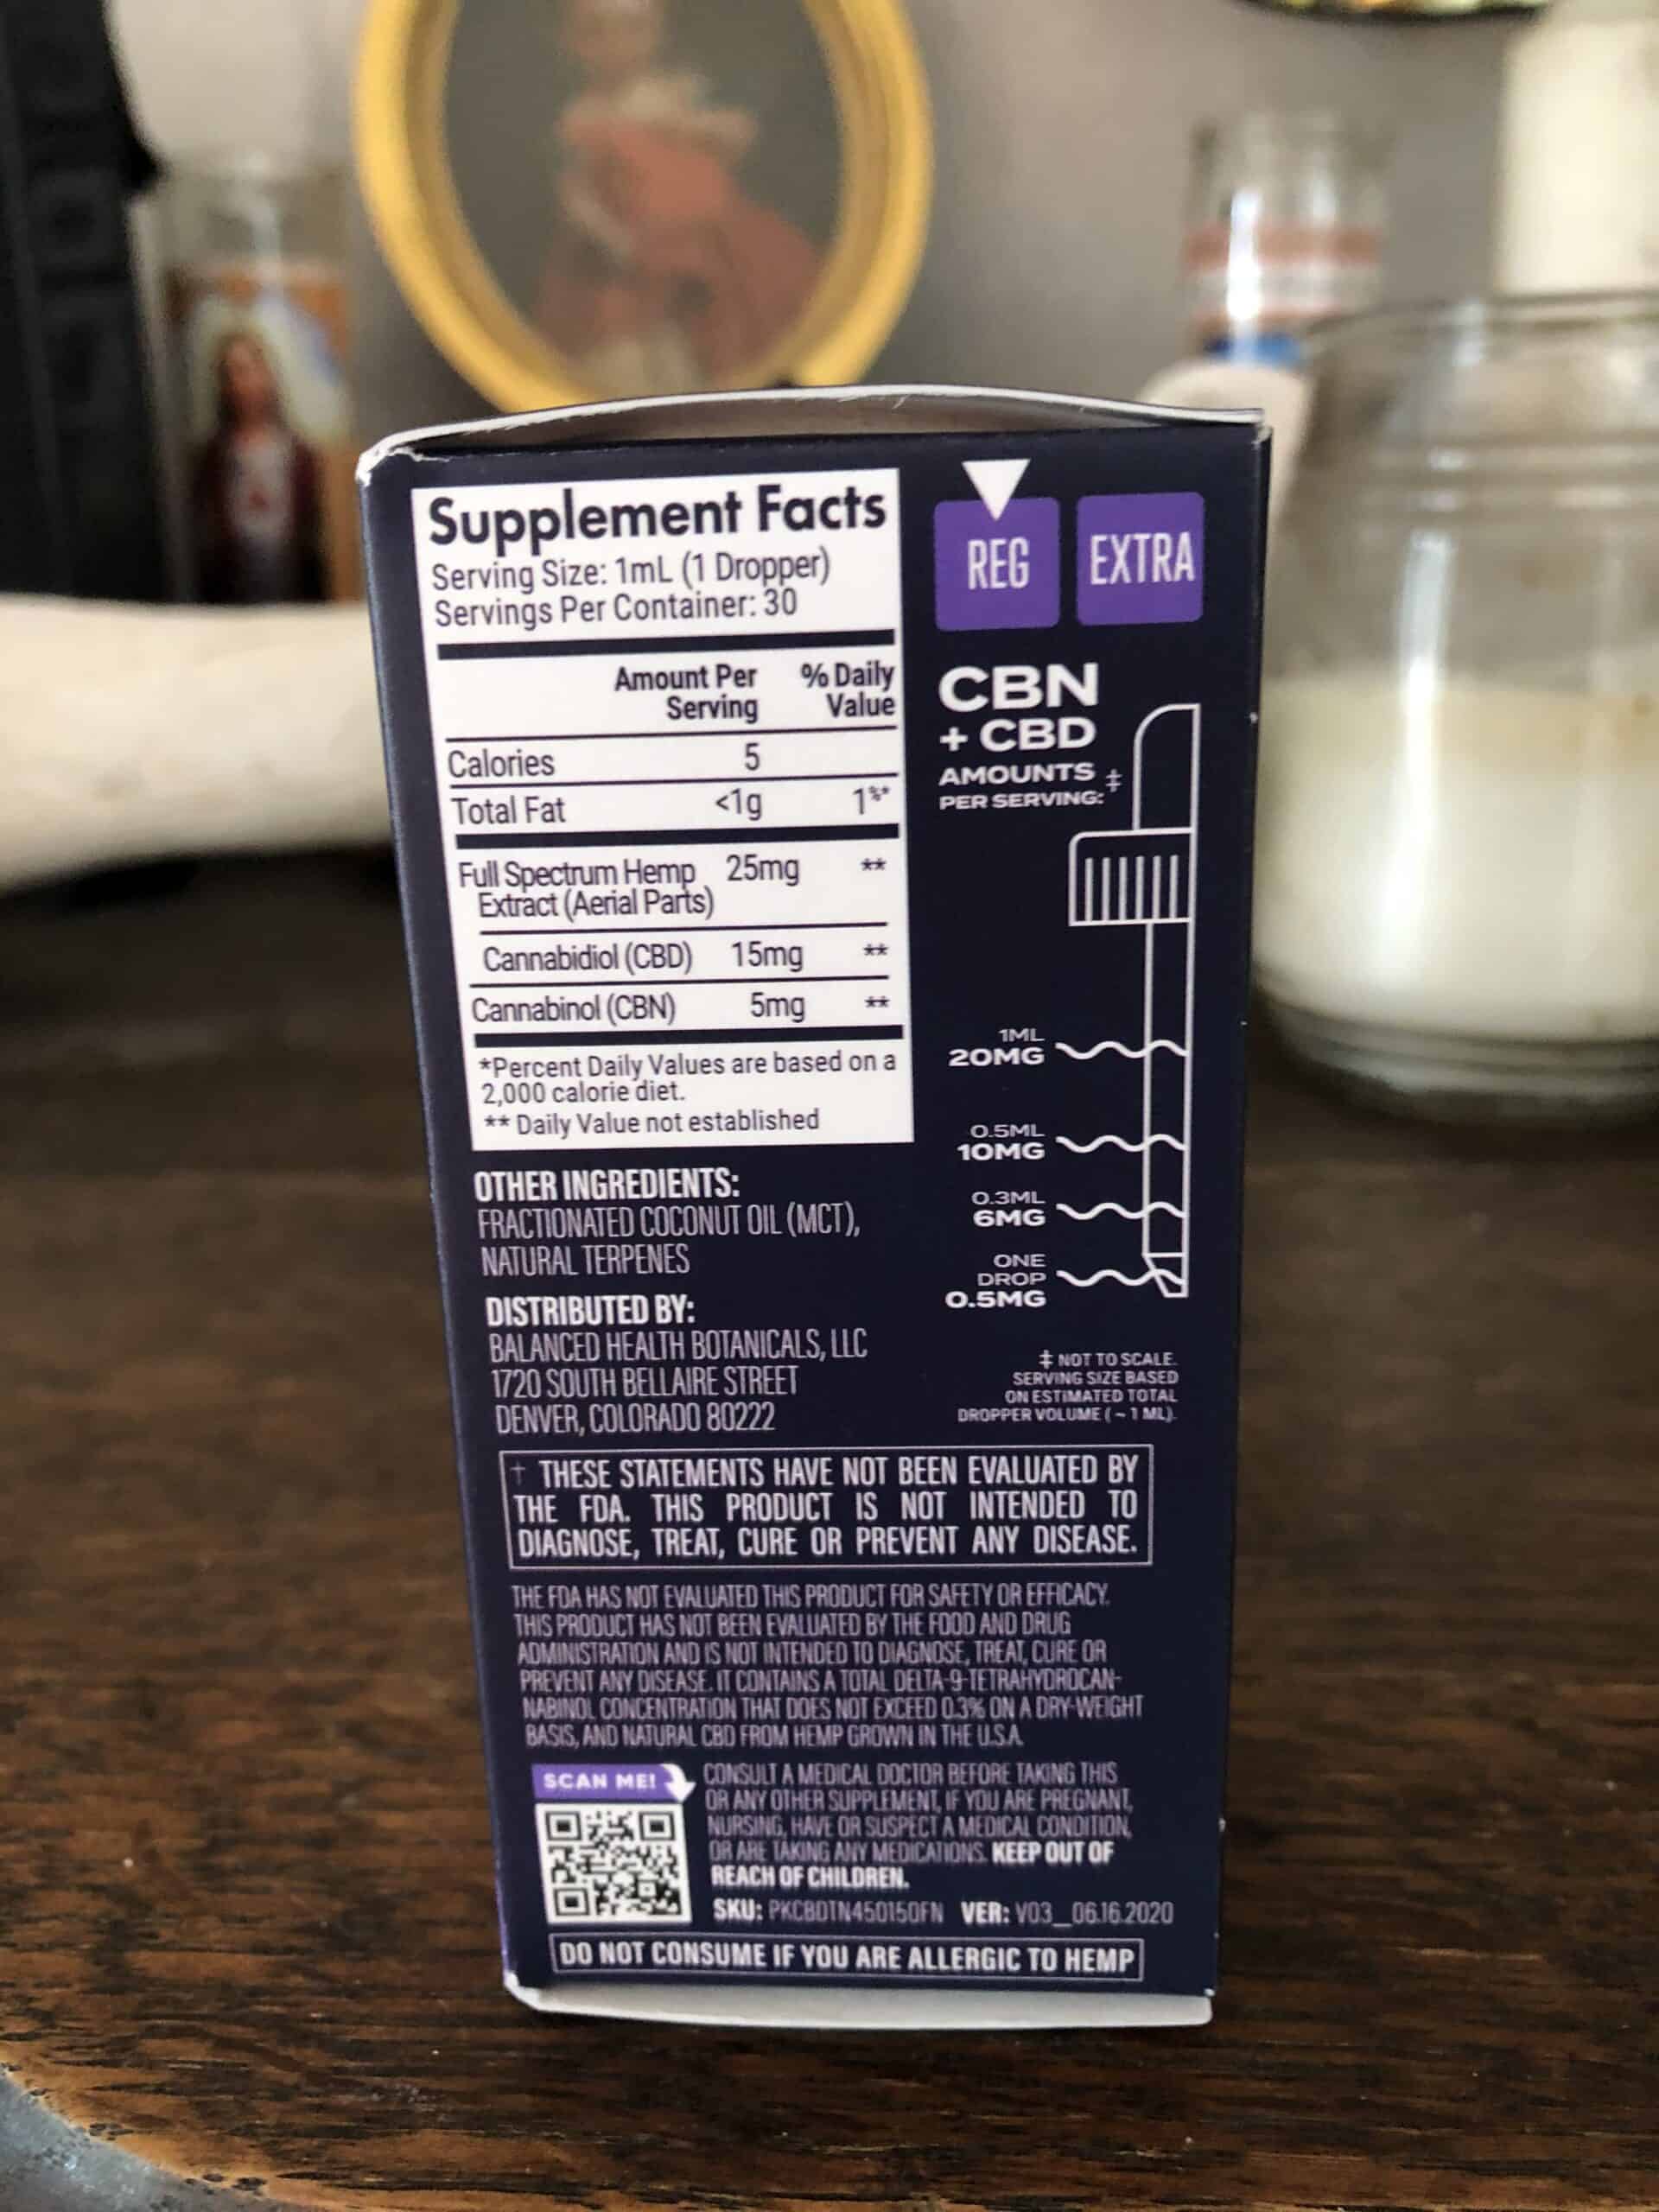 Supplement Facts
Serving Size: 1mL (1 Dropper)
Servings Per Container: 30
Amount Per Serving
% Daily Value
Calories 5
Total Fat <1g 1%*
Full Spectrum Hemp 25mg **
Extract (Aerial Parts)
Cannabidiol (CBD) 15mg **
Cannabinol (CBN) 5mg **
*Percent Daily Values are based on a
2,000 calorie diet.
** Daily Value not established
OTHER INGREDIENTS:
FRACTIONATED COCONUT OIL (MCT),
NATURAL TERPENES
DISTRIBUTED BY:
BALANCED HEALTH BOTANICALS, LLC
1720 SOUTH BELLAIRE STREET
DENVER, COLORADO 80222
REG EXTRA
CBN
+ CBD
AMOUNTS
PER SERVING:‡
1ML
20MG
0.5ML
10MG
0.3ML
6MG
ONE
DROP
0.5MG
‡ NOT TO SCALE.
SERVING SIZE BASED
ON ESTIMATED TOTAL
DROPPER VOLUME (~ 1 ML).
† THESE STATEMENTS HAVE NOT BEEN EVALUATED BY
THE FDA. THIS PRODUCT IS NOT INTENDED TO
DIAGNOSE, TREAT, CURE OR PREVENT ANY DISEASE.
THE FDA HAS NOT EVALUATED THIS PRODUCT FOR SAFETY OR EFFICACY.
THIS PRODUCT HAS NOT BEEN EVALUATED BY THE FOOD AND DRUG
ADMINISTRATION AND IS NOT INTENDED TO DIAGNOSE, TREAT, CURE OR
PREVENT ANY DISEASE. IT CONTAINS A TOTAL DELTA-9-TETRAHYDROCAN-
NABINOL CONCENTRATION THAT DOES NOT EXCEED 0.3% ON A DRY-WEIGHT
BASIS, AND NATURAL CBD FROM HEMP GROWN IN THE U.S.A.
SCAN ME!
CONSULT A MEDICAL DOCTOR BEFORE TAKING THIS
OR ANY OTHER SUPPLEMENT, IF YOU ARE PREGNANT,
NURSING, HAVE OR SUSPECT A MEDICAL CONDITION,
OR ARE TAKING ANY MEDICATIONS. KEEP OUT OF
REACH OF CHILDREN.
SKU: PKCBDTN450150FN VER: V03_06.16.2020
DO NOT CONSUME IF YOU ARE ALLERGIC TO HEMP